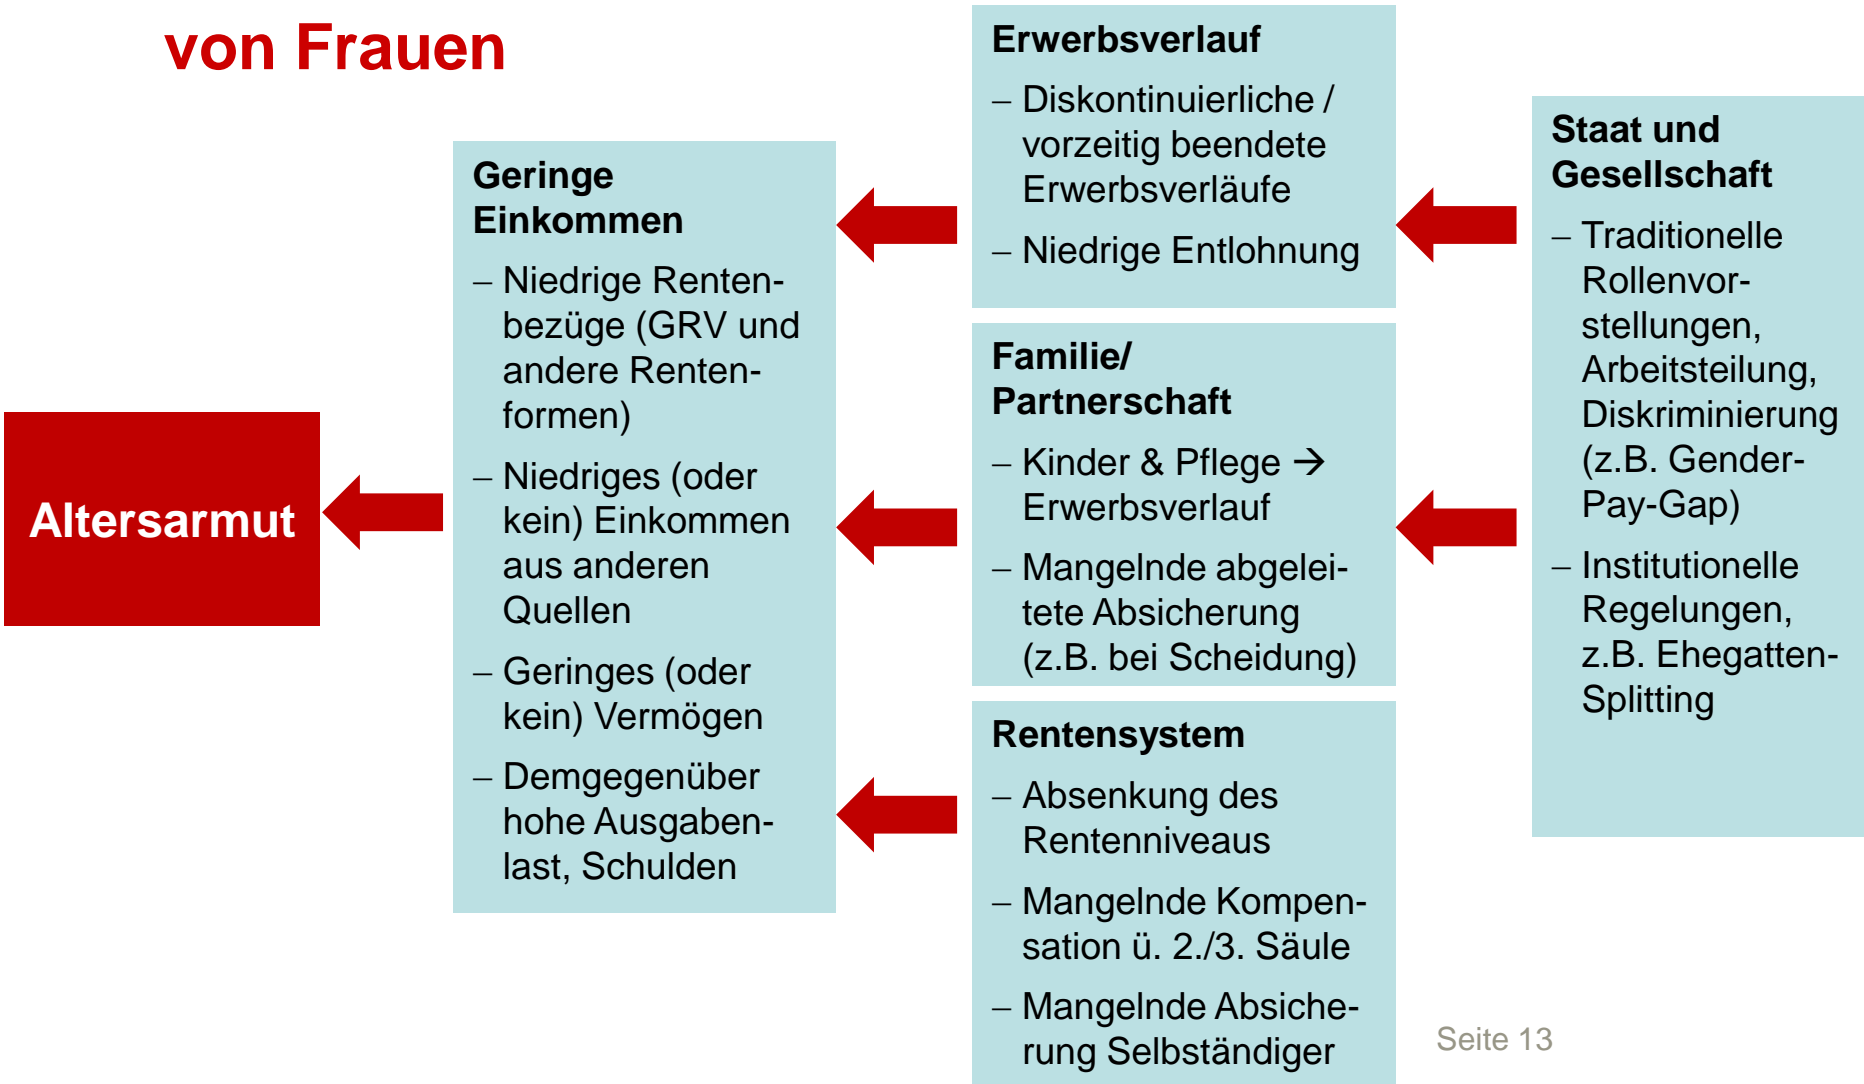 von Frauen
Altersarmut
Geringe
Einkommen
– Niedrige Renten-
bezüge (GRV und
andere Renten-
formen)
– Niedriges (oder
kein) Einkommen
aus anderen
Quellen
– Geringes (oder
kein) Vermögen
– Demgegenüber
hohe Ausgaben-
last, Schulden
Erwerbsverlauf
– Diskontinuierliche /
vorzeitig beendete
Erwerbsverläufe
– Niedrige Entlohnung
Familie/
Partnerschaft
– Kinder & Pflege →
Erwerbsverlauf
– Mangelnde abgelei-
tete Absicherung
(z.B. bei Scheidung)
Rentensystem
– Absenkung des
Rentenniveaus
– Mangelnde Kompen-
sation ü. 2./3. Säule
– Mangelnde Absiche-
rung Selbständiger
Staat und
Gesellschaft
– Traditionelle
Rollenvor-
stellungen,
Arbeitsteilung,
Diskriminierung
(z.B. Gender-
Pay-Gap)
– Institutionelle
Regelungen,
z.B. Ehegatten-
Splitting
Seite 13